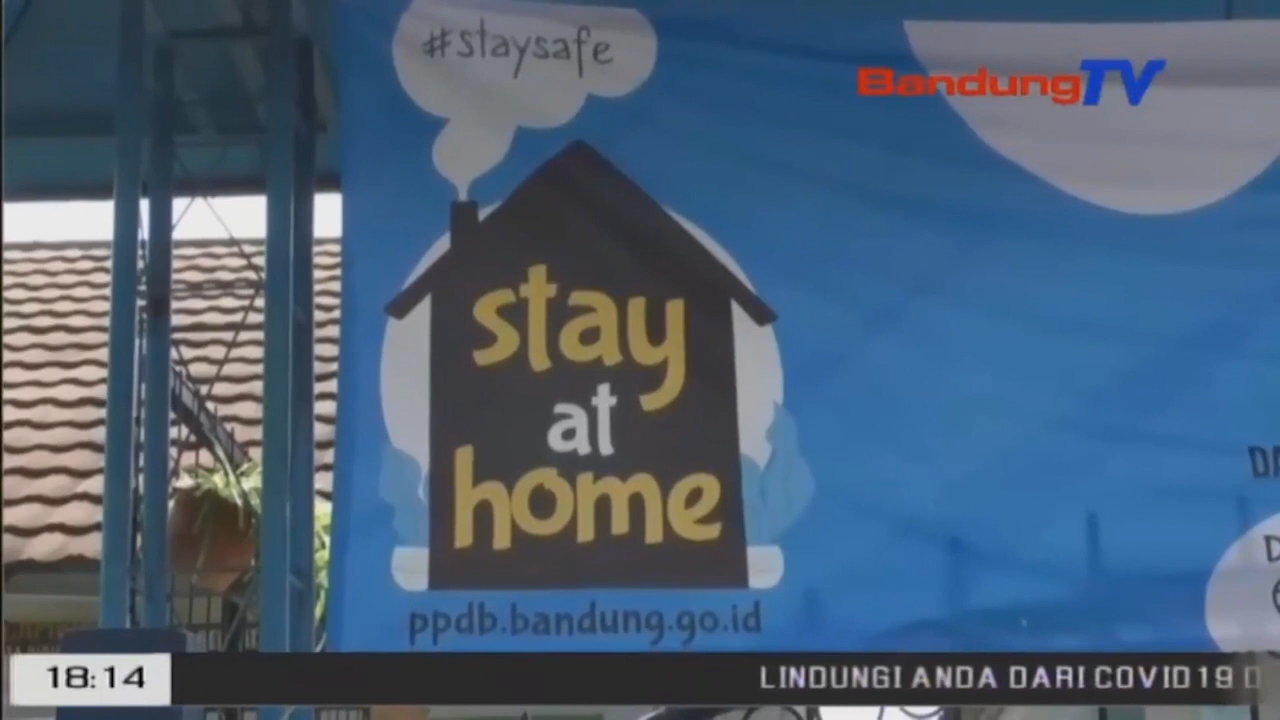 #staysafe
BandungTV
stay
at
home
ppdb.bandung.go.id
18:14
LINDUNGI ANDA DARI COVID19